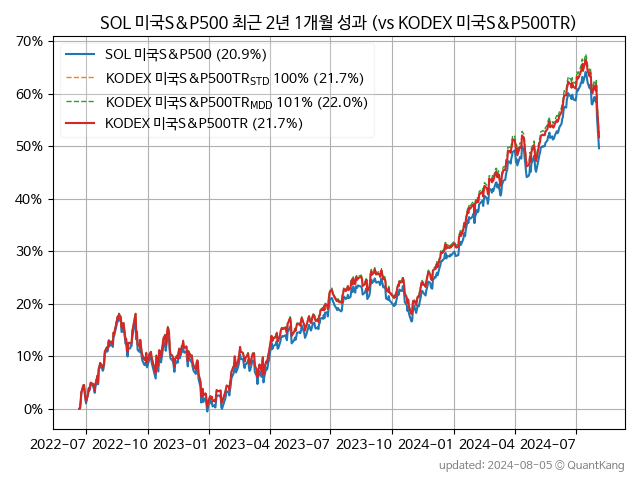 SOL 미국S&P500 최근 2년 1개월 성과 (vs KODEX 미국S&P500TR)
SOL 미국S&P500 (20.9%)
KODEX 미국S&P500TR_STD 100% (21.7%)
KODEX 미국S&P500TR_MDD 101% (22.0%)
KODEX 미국S&P500TR (21.7%)
70%
60%
50%
40%
30%
20%
10%
0%
2022-07 2022-10 2023-01 2023-04 2023-07 2023-10 2024-01 2024-04 2024-07
updated: 2024-08-05 © QuantKang